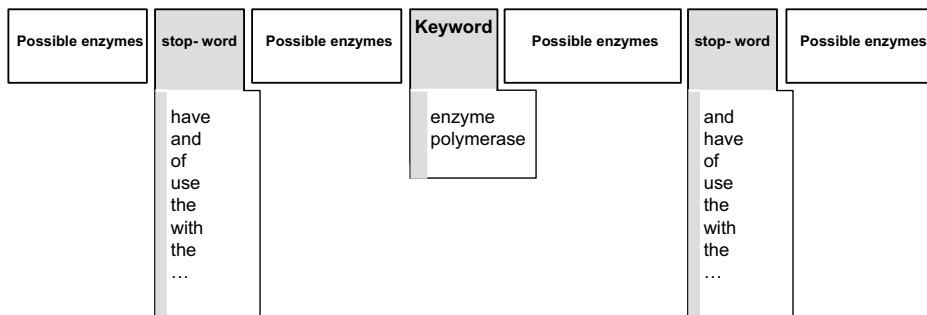 Possible enzymes
stop- word
Possible enzymes
Keyword
Possible enzymes
stop- word
Possible enzymes
have
and
of
use
the
with
the
…
enzyme
polymerase
and
have
of
use
the
with
the
…